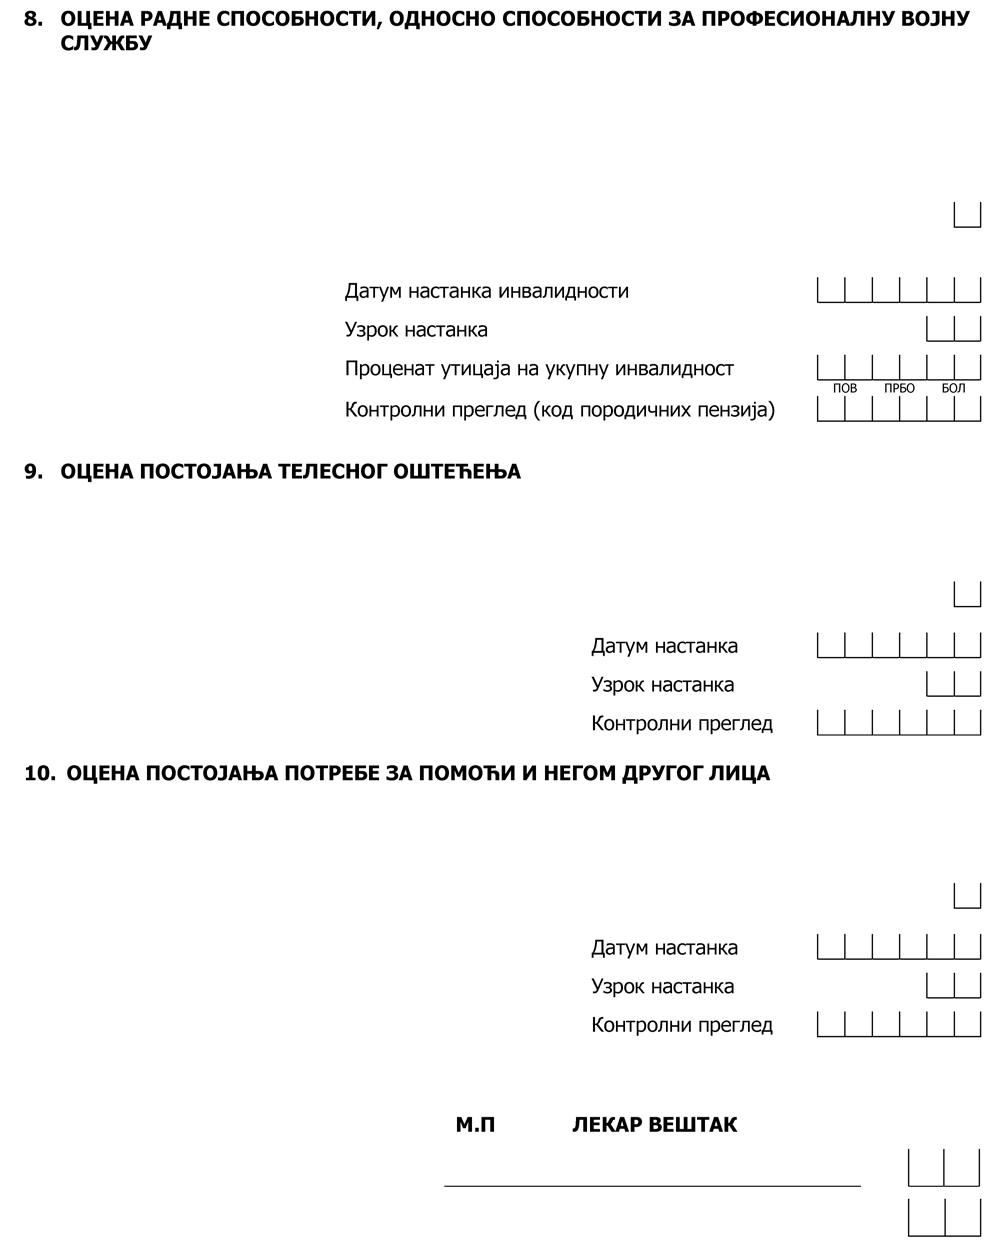 8. ОЦЕНА РАДНЕ СПОСОБНОСТИ, ОДНОСНО СПОСОБНОСТИ ЗА ПРОФЕСИОНАЛНУ ВОЈНУ
СЛУЖБУ
Датум настанка инвалидности
Узрок настанка
Проценат утицаја на укупну инвалидност
ПОВ ПРБО БОЛ
Контролни преглед (код породичних пензија)
9. ОЦЕНА ПОСТОЈАЊА ТЕЛЕСНОГ ОШТЕЋЕЊА
Датум настанка
Узрок настанка
Контролни преглед
10. ОЦЕНА ПОСТОЈАЊА ПОТРЕБЕ ЗА ПОМОЋИ И НЕГОМ ДРУГОГ ЛИЦА
Датум настанка
Узрок настанка
Контролни преглед
М.П ЛЕКАР ВЕШТАК